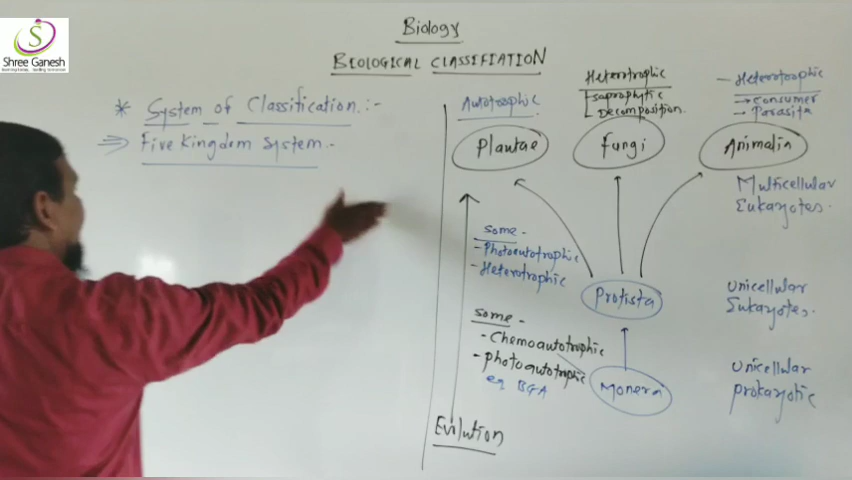 S
Shree Ganesh
Biology
BIOLOGICAL CLASSIFIATION
* System of Classification :-
⇒ Five Kingdom System -
Autotrophic
Plantae
Heterotrophic
Saprophytic
Decomposition.
Fungi
- Heterotrophic
→ Consumer
→ Parasite
Animalia
Multicellular
Eukaryotes.
Some -
- Photoautotrophic
- Heterotrophic
Protista
Unicellular
Eukaryotes.
Some -
- Chemoautotrophic
- Photoautotrophic
eg BGA
Monera
Unicellular
Prokaryotic
Evilution